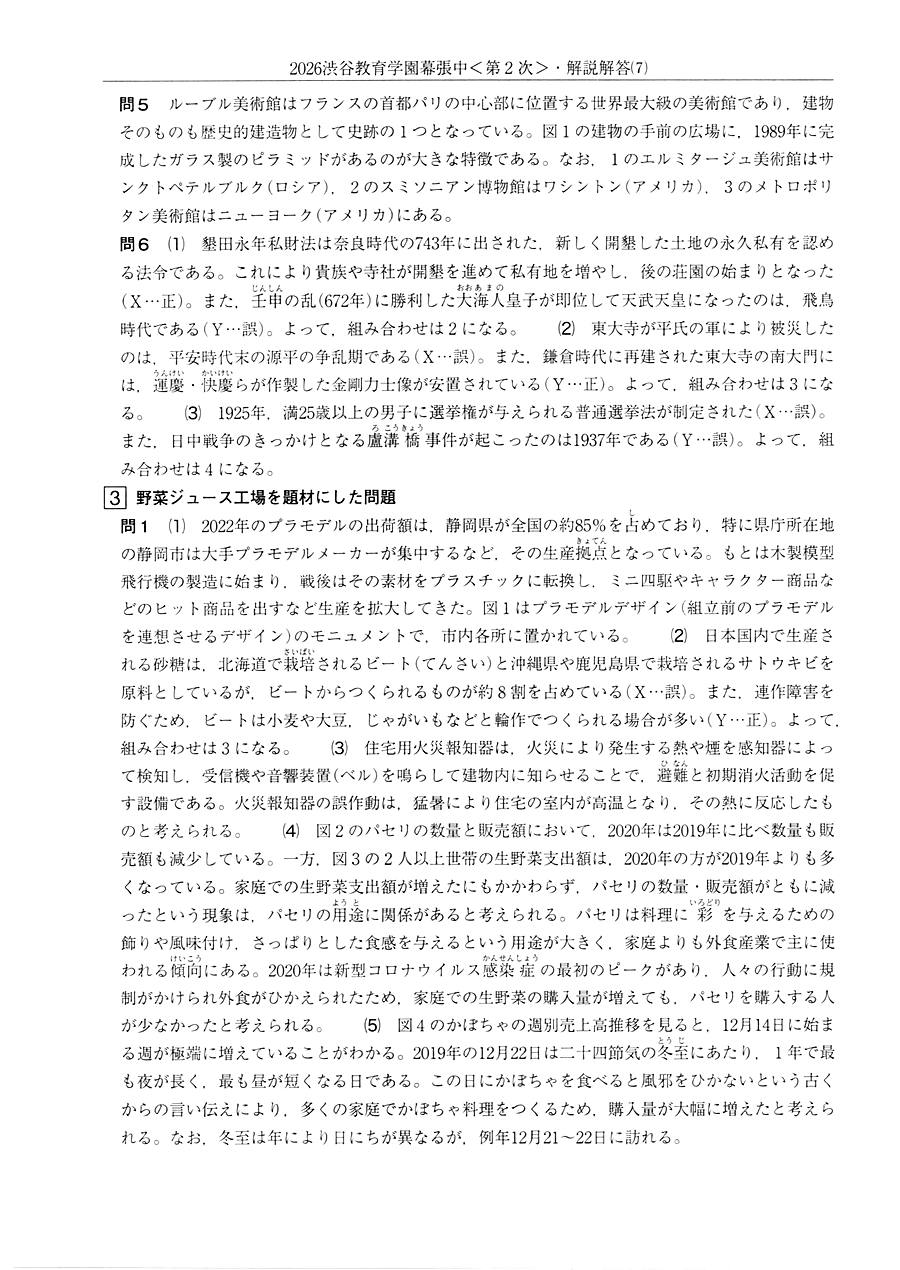 2026渋谷教育学園幕張中＜第２次＞・解説解答(7)
問５　ルーブル美術館はフランスの首都パリの中心部に位置する世界最大級の美術館であり，建物
そのものも歴史的建造物として史跡の１つとなっている。図１の建物の手前の広場に，1989年に完
成したガラス製のピラミッドがあるのが大きな特徴である。なお，１のエルミタージュ美術館はサ
ンクトペテルブルク(ロシア)，２のスミソニアン博物館はワシントン(アメリカ)，３のメトロポリ
タン美術館はニューヨーク(アメリカ)にある。
問６　(1)　墾田永年私財法は奈良時代の743年に出された，新しく開墾した土地の永久私有を認め
る法令である。これにより貴族や寺社が開墾を進めて私有地を増やし，後の荘園の始まりとなった
じんしん　おおあまの
(X…正)。また，壬申の乱(672年)に勝利した大海人皇子が即位して天武天皇になったのは，飛鳥
時代である(Y…誤)。よって，組み合わせは２になる。　(2)　東大寺が平氏の軍により被災した
のは，平安時代末の源平の争乱期である(X…誤)。また，鎌倉時代に再建された東大寺の南大門に
うんけい　かいけい
は，運慶・快慶らが作製した金剛力士像が安置されている(Y…正)。よって，組み合わせは３にな
る。　(3)　1925年，満25歳以上の男子に選挙権が与えられる普通選挙法が制定された(X…誤)。
ろこうきょう
また，日中戦争のきっかけとなる盧溝橋事件が起こったのは1937年である(Y…誤)。よって，組
み合わせは４になる。
3　野菜ジュース工場を題材にした問題
し
問１　(1)　2022年のプラモデルの出荷額は，静岡県が全国の約85％を占めており，特に県庁所在地
きょてん
の静岡市は大手プラモデルメーカーが集中するなど，その生産拠点となっている。もとは木製模型
飛行機の製造に始まり，戦後はその素材をプラスチックに転換し，ミニ四駆やキャラクター商品な
どのヒット商品を出すなど生産を拡大してきた。図１はプラモデルデザイン(組立前のプラモデル
を連想させるデザイン)のモニュメントで，市内各所に置かれている。　(2)　日本国内で生産さ
さいばい
れる砂糖は，北海道で栽培されるビート(てんさい)と沖縄県や鹿児島県で栽培されるサトウキビを
原料としているが，ビートからつくられるものが約８割を占めている(X…誤)。また，連作障害を
防ぐため，ビートは小麦や大豆，じゃがいもなどと輪作でつくられる場合が多い(Y…正)。よって，
組み合わせは３になる。　(3)　住宅用火災報知器は，火災により発生する熱や煙を感知器によっ
ひなん
て検知し，受信機や音響装置(ベル)を鳴らして建物内に知らせることで，避難と初期消火活動を促
す設備である。火災報知器の誤作動は，猛暑により住宅の室内が高温となり，その熱に反応したも
のと考えられる。　(4)　図２のパセリの数量と販売額において，2020年は2019年に比べ数量も販
売額も減少している。一方，図３の２人以上世帯の生野菜支出額は，2020年の方が2019年よりも多
くなっている。家庭での生野菜支出額が増えたにもかかわらず，パセリの数量・販売額がともに減
ようと　いろどり
ったという現象は，パセリの用途に関係があると考えられる。パセリは料理に彩を与えるための
飾りや風味付け，さっぱりとした食感を与えるという用途が大きく，家庭よりも外食産業で主に使
けいこう　かんせんしょう
われる傾向にある。2020年は新型コロナウイルス感染症の最初のピークがあり，人々の行動に規
制がかけられ外食がひかえられたため，家庭での生野菜の購入量が増えても，パセリを購入する人
が少なかったと考えられる。　(5)　図４のかぼちゃの週別売上高推移を見ると，12月14日に始ま
とうじ
る週が極端に増えていることがわかる。2019年の12月22日は二十四節気の冬至にあたり，１年で最
も夜が長く，最も昼が短くなる日である。この日にかぼちゃを食べると風邪をひかないという古く
からの言い伝えにより，多くの家庭でかぼちゃ料理をつくるため，購入量が大幅に増えたと考えら
れる。なお，冬至は年により日にちが異なるが，例年12月21～22日に訪れる。